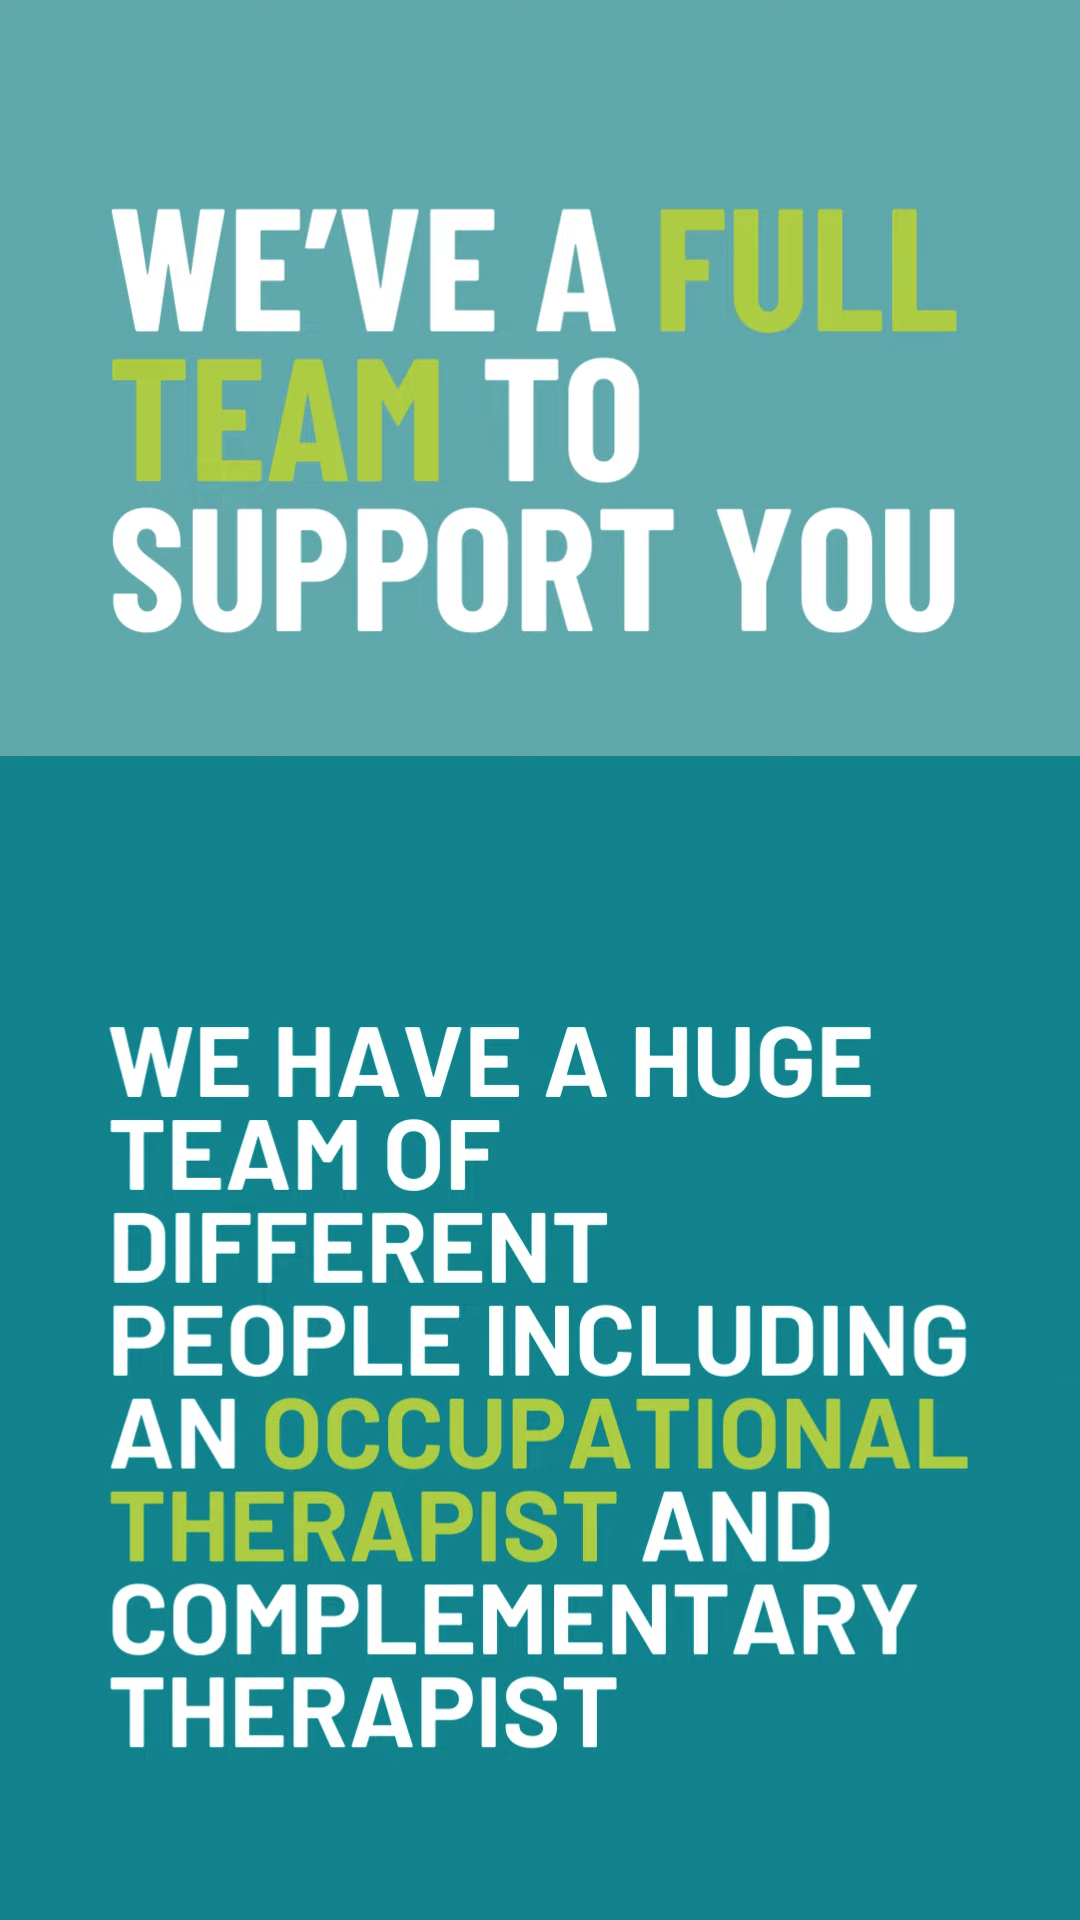 WE’VE A FULL
TEAM TO
SUPPORT YOU
WE HAVE A HUGE
TEAM OF
DIFFERENT
PEOPLE INCLUDING
AN OCCUPATIONAL
THERAPIST AND
COMPLEMENTARY
THERAPIST